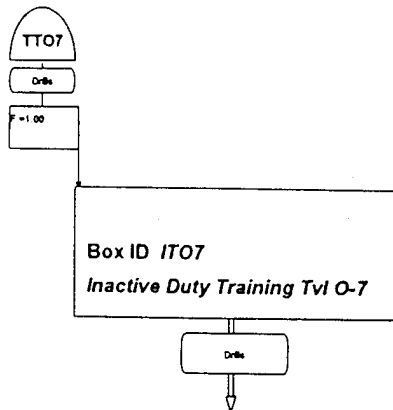 TTO7
Drills
F =1.00
Box ID ITO7
Inactive Duty Training Tvl O-7
Drills